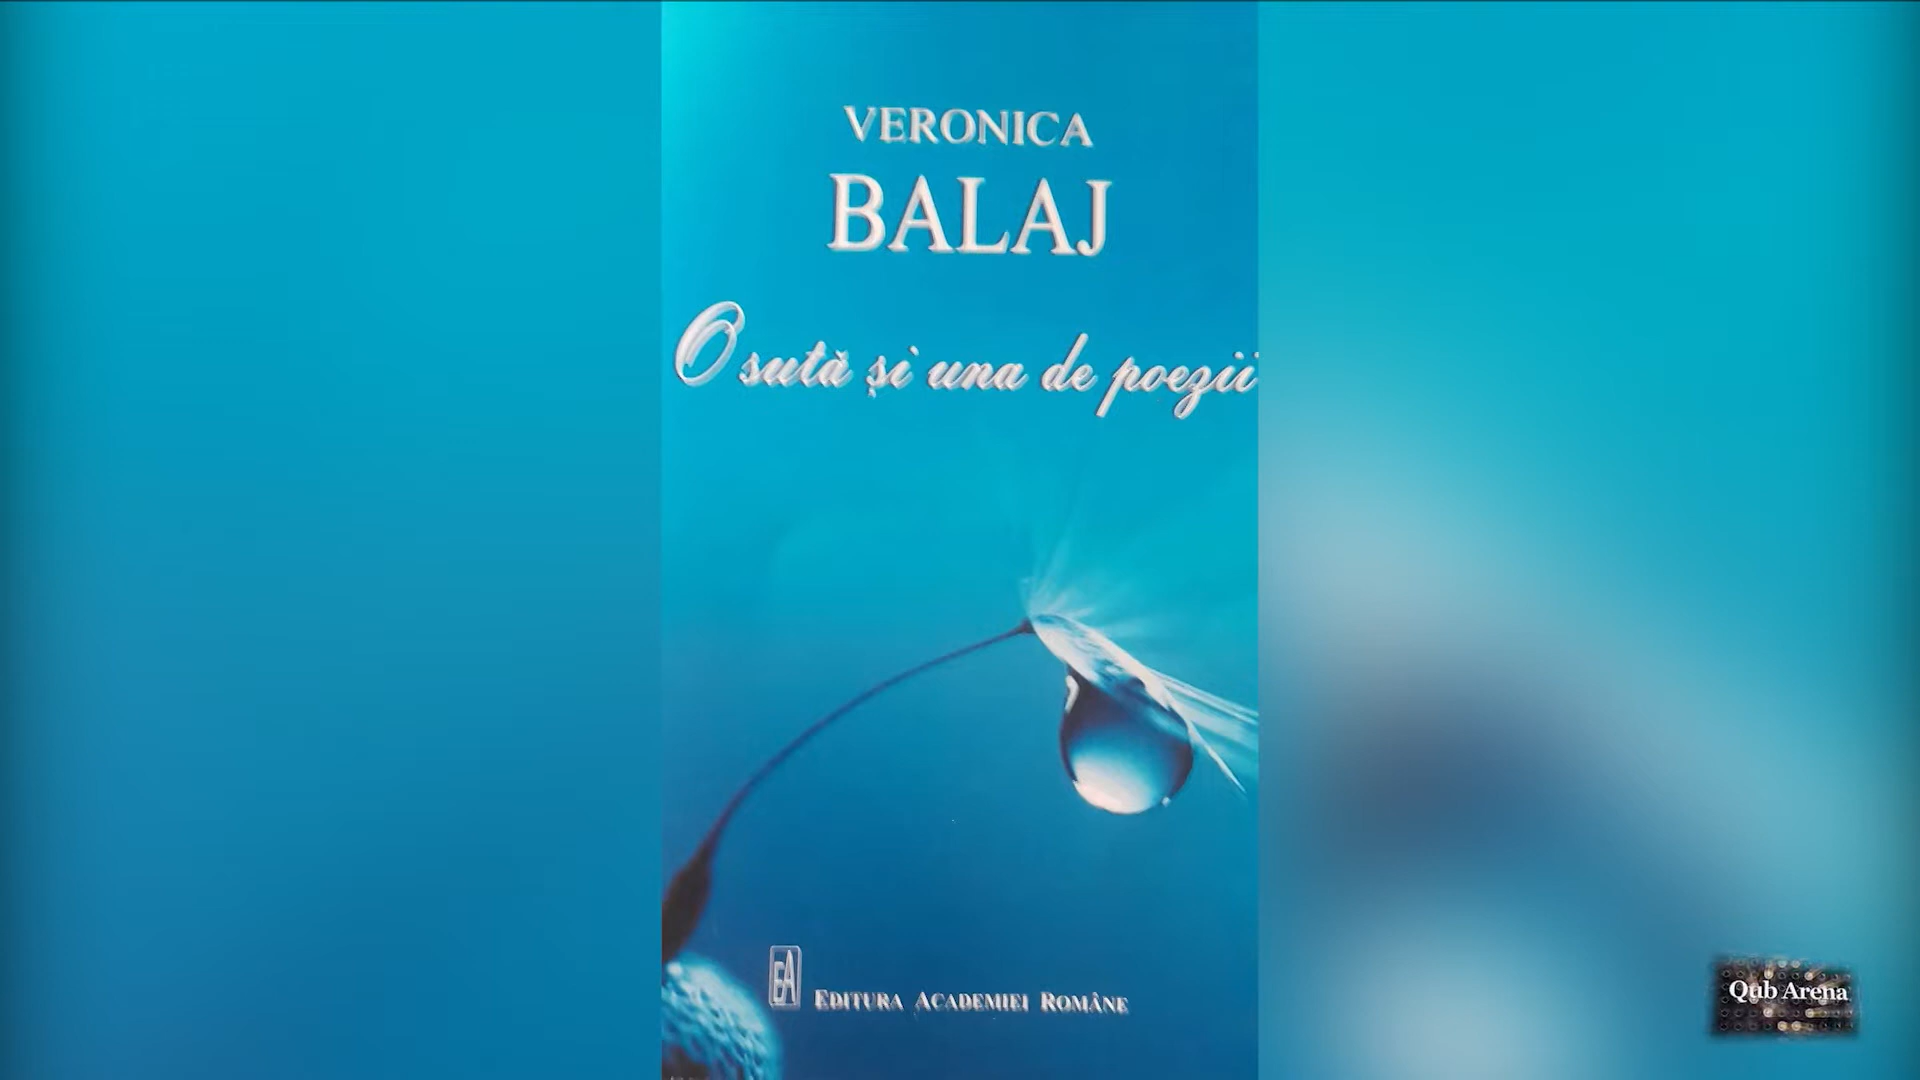 VERONICA
BALAJ
O sută și una de poezii
EA
EDITURA ACADEMIEI ROMÂNE
Qub Arena